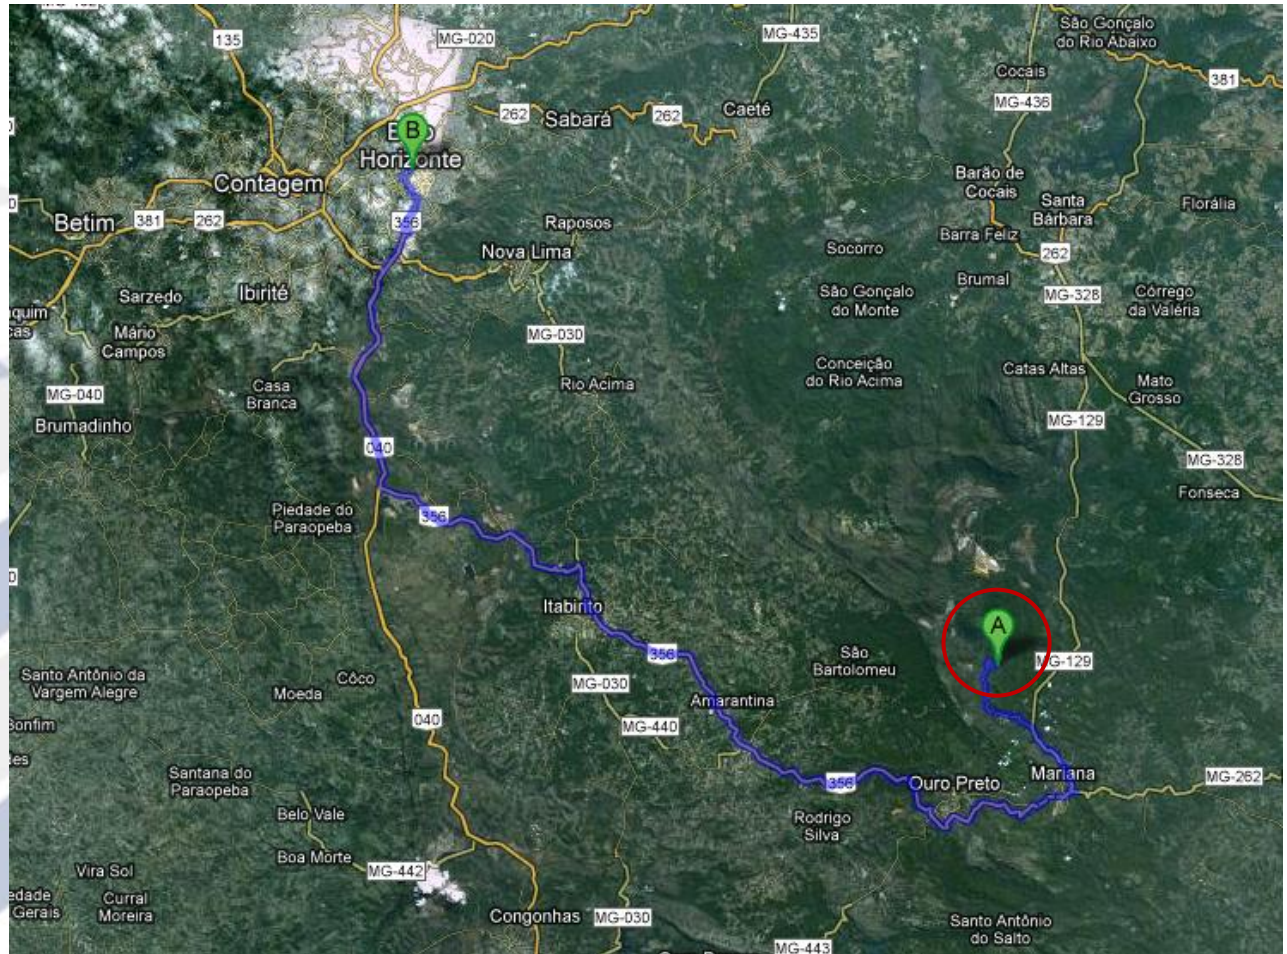 135
MG-020
MG-435
São Gonçalo
do Rio Abaixo
Cocais
381
MG-436
262
Sabará
262
Caeté
B
Horizonte
Contagem
Barão de
Cocais
Santa
Bárbara
Florália
Betim
381
262
356
Raposos
Nova Lima
Socorro
Barra Feliz
262
Brumal
Sarzedo
Ibirité
São Gonçalo
do Monte
MG-328
Córrego
da Valéria
Mário
Campos
MG-030
Conceição
do Rio Acima
Catas Altas
Mato
Grosso
MG-040
Casa
Branca
Rio Acima
Brumadinho
040
MG-129
MG-328
Fonseca
Piedade do
Paraopeba
356
Itabirito
A
356
São
Bartolomeu
MG-129
Santo Antônio da
Vargem Alegre
Moeda
Côco
MG-030
Amarantina
040
MG-440
Santana do
Paraopeba
356
Ouro Preto
Mariana
MG-262
Belo Vale
Rodrigo
Silva
Boa Morte
MG-442
Vira Sol
Curral
Moreira
Gerais
Congonhas
MG-030
Santo Antônio
do Salto
MG-443